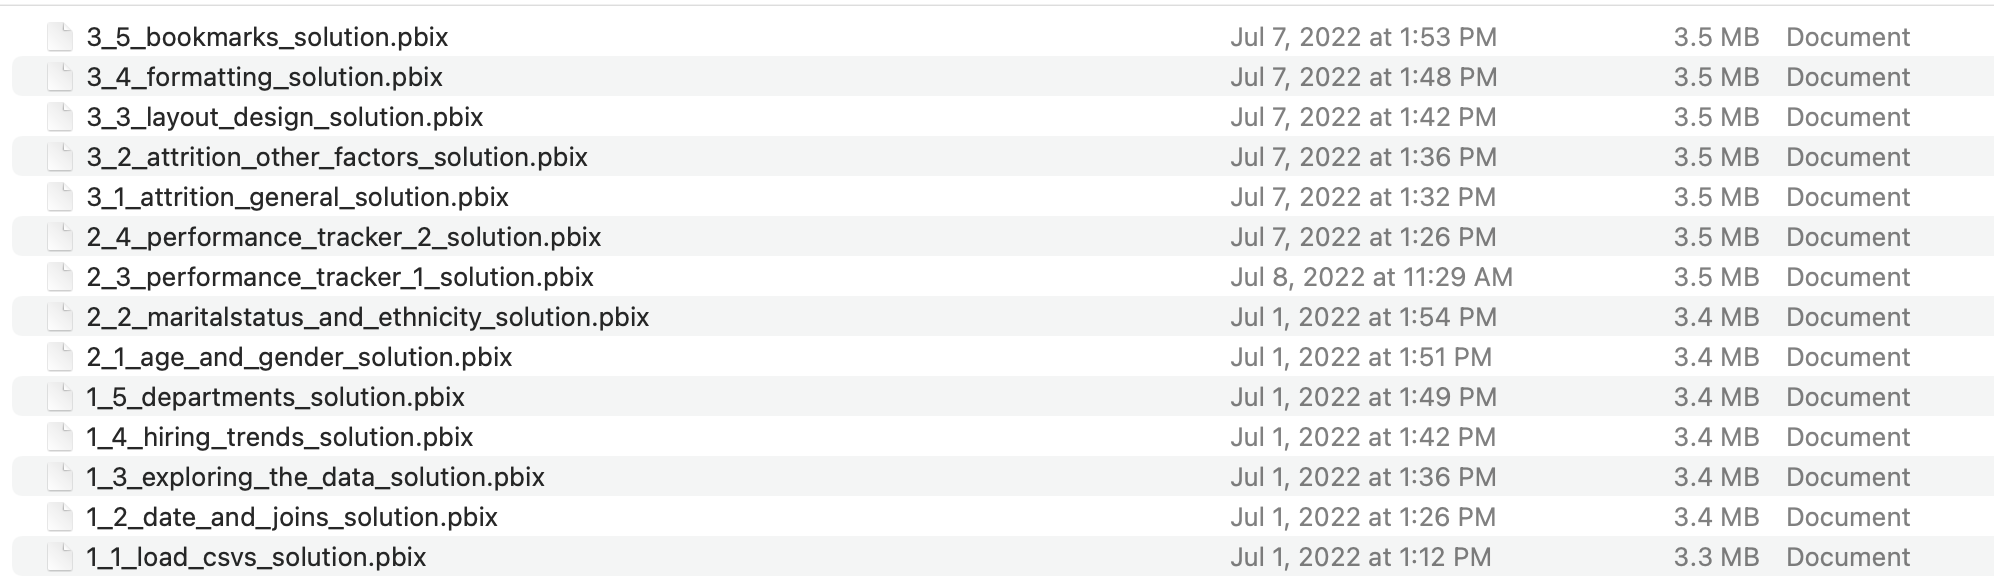 3_5_bookmarks_solution.pbix Jul 7, 2022 at 1:53 PM 3.5 MB Document
3_4_formatting_solution.pbix Jul 7, 2022 at 1:48 PM 3.5 MB Document
3_3_layout_design_solution.pbix Jul 7, 2022 at 1:42 PM 3.5 MB Document
3_2_attrition_other_factors_solution.pbix Jul 7, 2022 at 1:36 PM 3.5 MB Document
3_1_attrition_general_solution.pbix Jul 7, 2022 at 1:32 PM 3.5 MB Document
2_4_performance_tracker_2_solution.pbix Jul 7, 2022 at 1:26 PM 3.5 MB Document
2_3_performance_tracker_1_solution.pbix Jul 8, 2022 at 11:29 AM 3.5 MB Document
2_2_maritalstatus_and_ethnicity_solution.pbix Jul 1, 2022 at 1:54 PM 3.4 MB Document
2_1_age_and_gender_solution.pbix Jul 1, 2022 at 1:51 PM 3.4 MB Document
1_5_departments_solution.pbix Jul 1, 2022 at 1:49 PM 3.4 MB Document
1_4_hiring_trends_solution.pbix Jul 1, 2022 at 1:42 PM 3.4 MB Document
1_3_exploring_the_data_solution.pbix Jul 1, 2022 at 1:36 PM 3.4 MB Document
1_2_date_and_joins_solution.pbix Jul 1, 2022 at 1:26 PM 3.4 MB Document
1_1_load_csvs_solution.pbix Jul 1, 2022 at 1:12 PM 3.3 MB Document